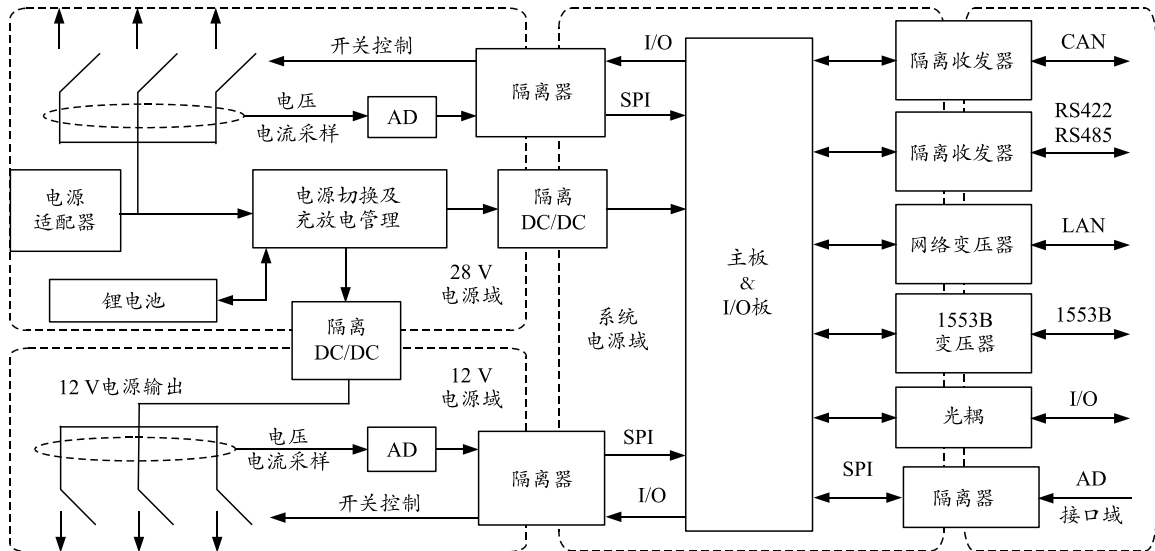 开关控制
电压
电流采样
AD
隔离器
I/O
SPI
电源
适配器
电源切换及
充放电管理
隔离
DC/DC
锂电池
28 V
电源域
隔离
DC/DC
系统
电源域
主板
&
I/O板
隔离收发器
CAN
隔离收发器
RS422
RS485
网络变压器
LAN
1553B
变压器
1553B
光耦
I/O
SPI
隔离器
AD
接口域
12 V电源输出
12 V
电源域
电压
电流采样
AD
隔离器
SPI
I/O
开关控制